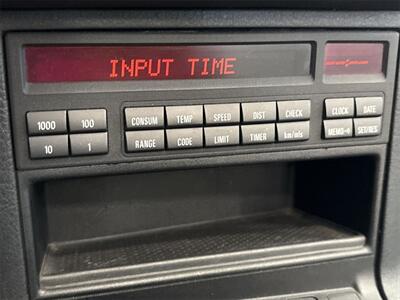 INPUT TIME
1000 100 CONSUM TEMP SPEED DIST CHECK CLOCK DATE
10 1 RANGE CODE LIMIT TIMER km/mls MEMO SET/RES